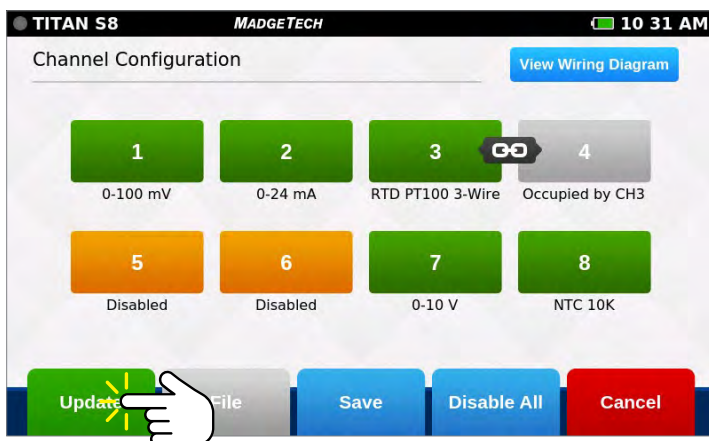 TITAN S8 MADGETECH 10 31 AM
Channel Configuration View Wiring Diagram
1 2 3 4
0-100 mV 0-24 mA RTD PT100 3-Wire Occupied by CH3
5 6 7 8
Disabled Disabled 0-10 V NTC 10K
Update File Save Disable All Cancel